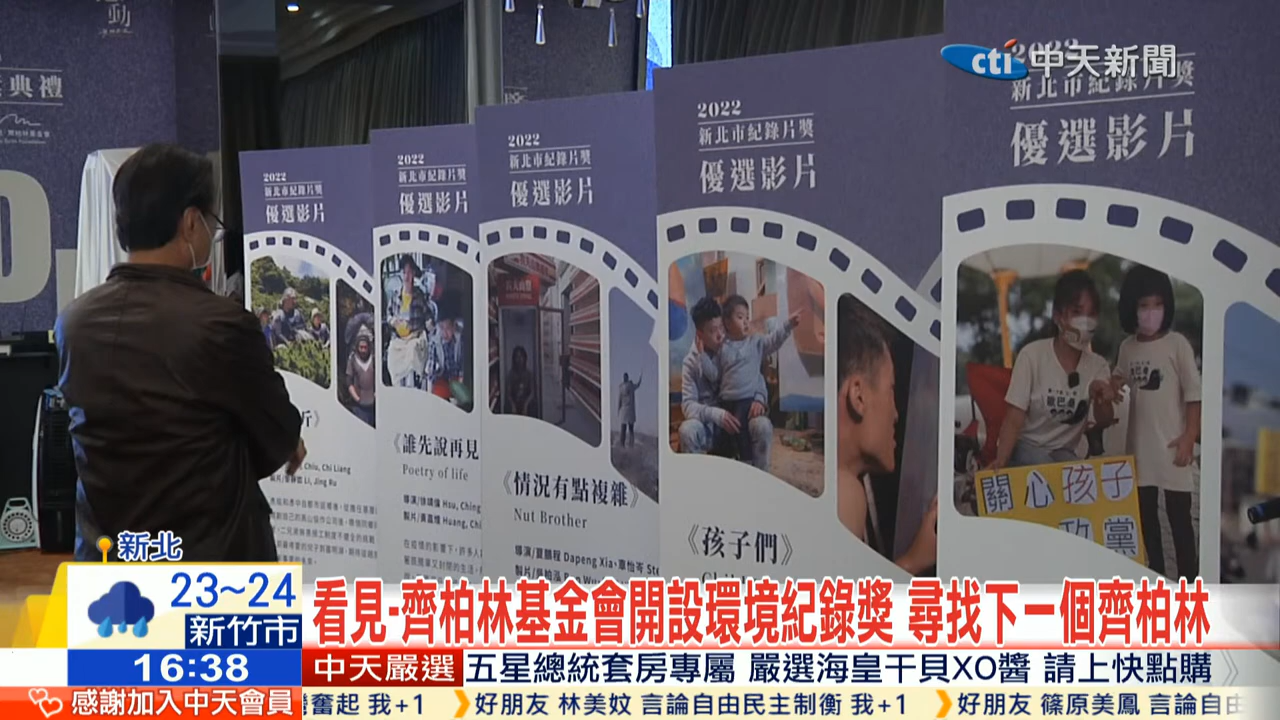 cti 中天新聞
典禮
2022
新北市紀錄片獎
優選影片
2022
新北市紀錄片獎
優選影片
誰先說再見
Poetry of life
2022
新北市紀錄片獎
優選影片
《情況有點複雜》
Nut Brother
2022
新北市紀錄片獎
優選影片
《孩子們》
2022
新北市紀錄片獎
優選影片
關心孩子
政黨
新北
23~24
新竹市
16:38
看見-齊柏林基金會開設環境紀錄獎 尋找下一個齊柏林
中天嚴選 五星總統套房專屬 嚴選海皇干貝XO醬 請上快點購
感謝加入中天會員 奮起 我+1 》好朋友 林美妏 言論自由民主制衡 我+1 》好朋友 篠原美鳳 言論自由